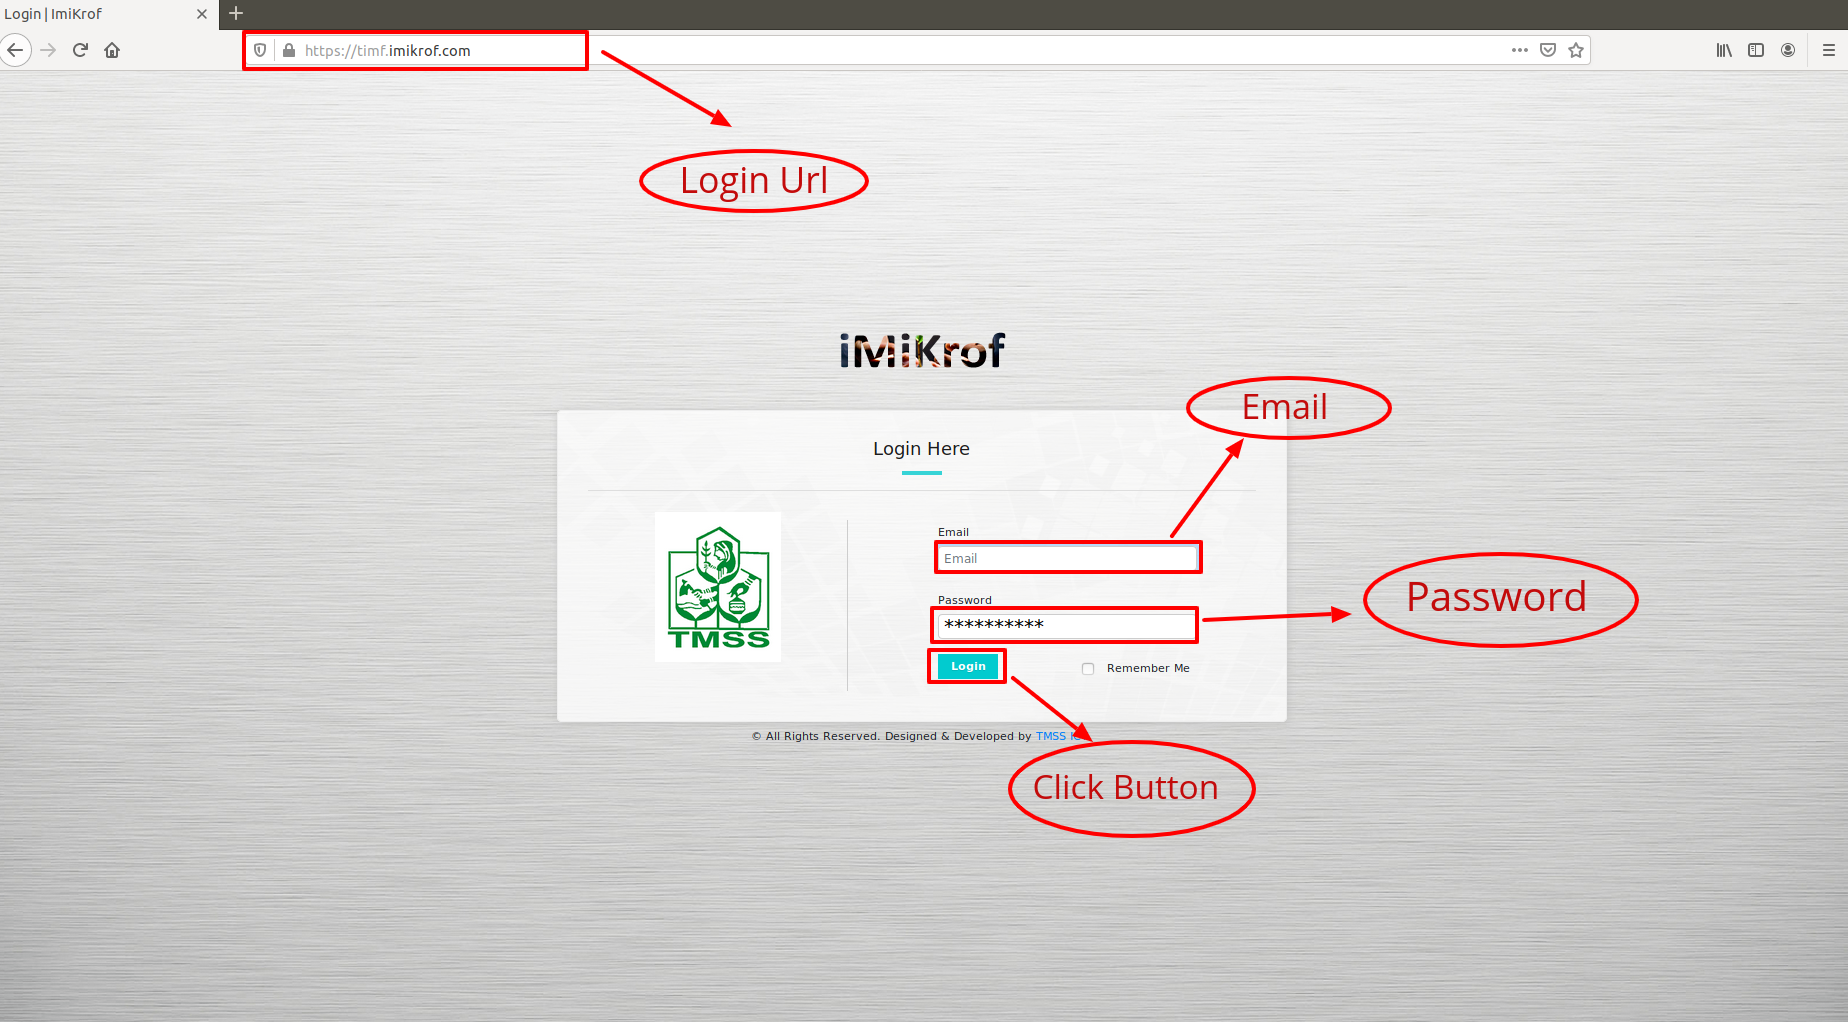 Login | ImiKrof
https://timf.imikrof.com
Login Url
iMiKrof
Email
Login Here
Email
Email
Password
Password
**********
TMSS
Login
Remember Me
© All Rights Reserved. Designed & Developed by TMSS
Click Button